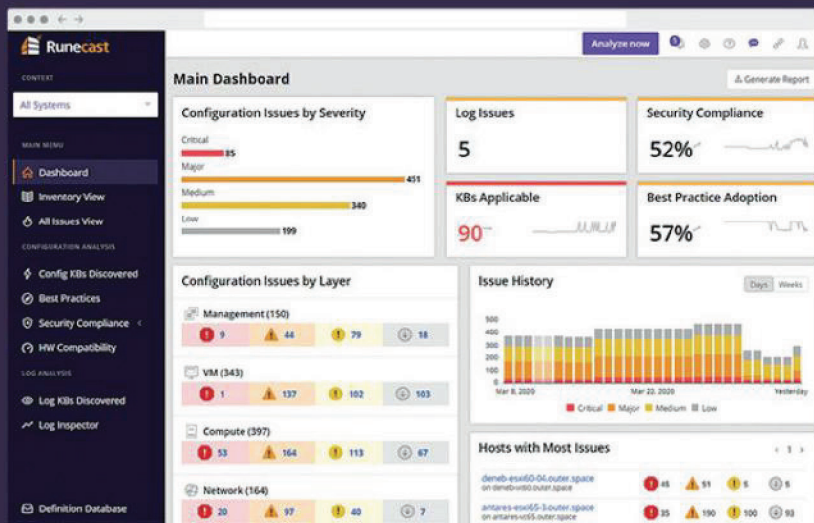 Runecast
Analyze now
5
CONTEXT
All Systems
MAIN MENU
Dashboard
Inventory View
All Issues View
CONFIGURATION ANALYSIS
Config KBs Discovered
Best Practices
Security Compliance
HW Compatibility
LOG ANALYSIS
Log KBs Discovered
Log Inspector
Definition Database
Main Dashboard
Generate Report
Configuration Issues by Severity
Critical
85
Major
451
Medium
340
Low
199
Log Issues
5
Security Compliance
52%
KBs Applicable
90
Best Practice Adoption
57%
Configuration Issues by Layer
Management (150)
9 44 79 18
VM (343)
1 137 102 103
Compute (397)
53 164 113 67
Network (164)
20 97 40 7
Issue History
Days Weeks
500
400
300
200
100
0
Mar 8, 2020 Mar 22, 2020 Yesterday
Critical Major Medium Low
Hosts with Most Issues
1
deneb-esxi60-04.outer.space
45 51 5 5
antares-esxi65-3.outer.space
on antares-vc65.outer.space
35 190 100 93